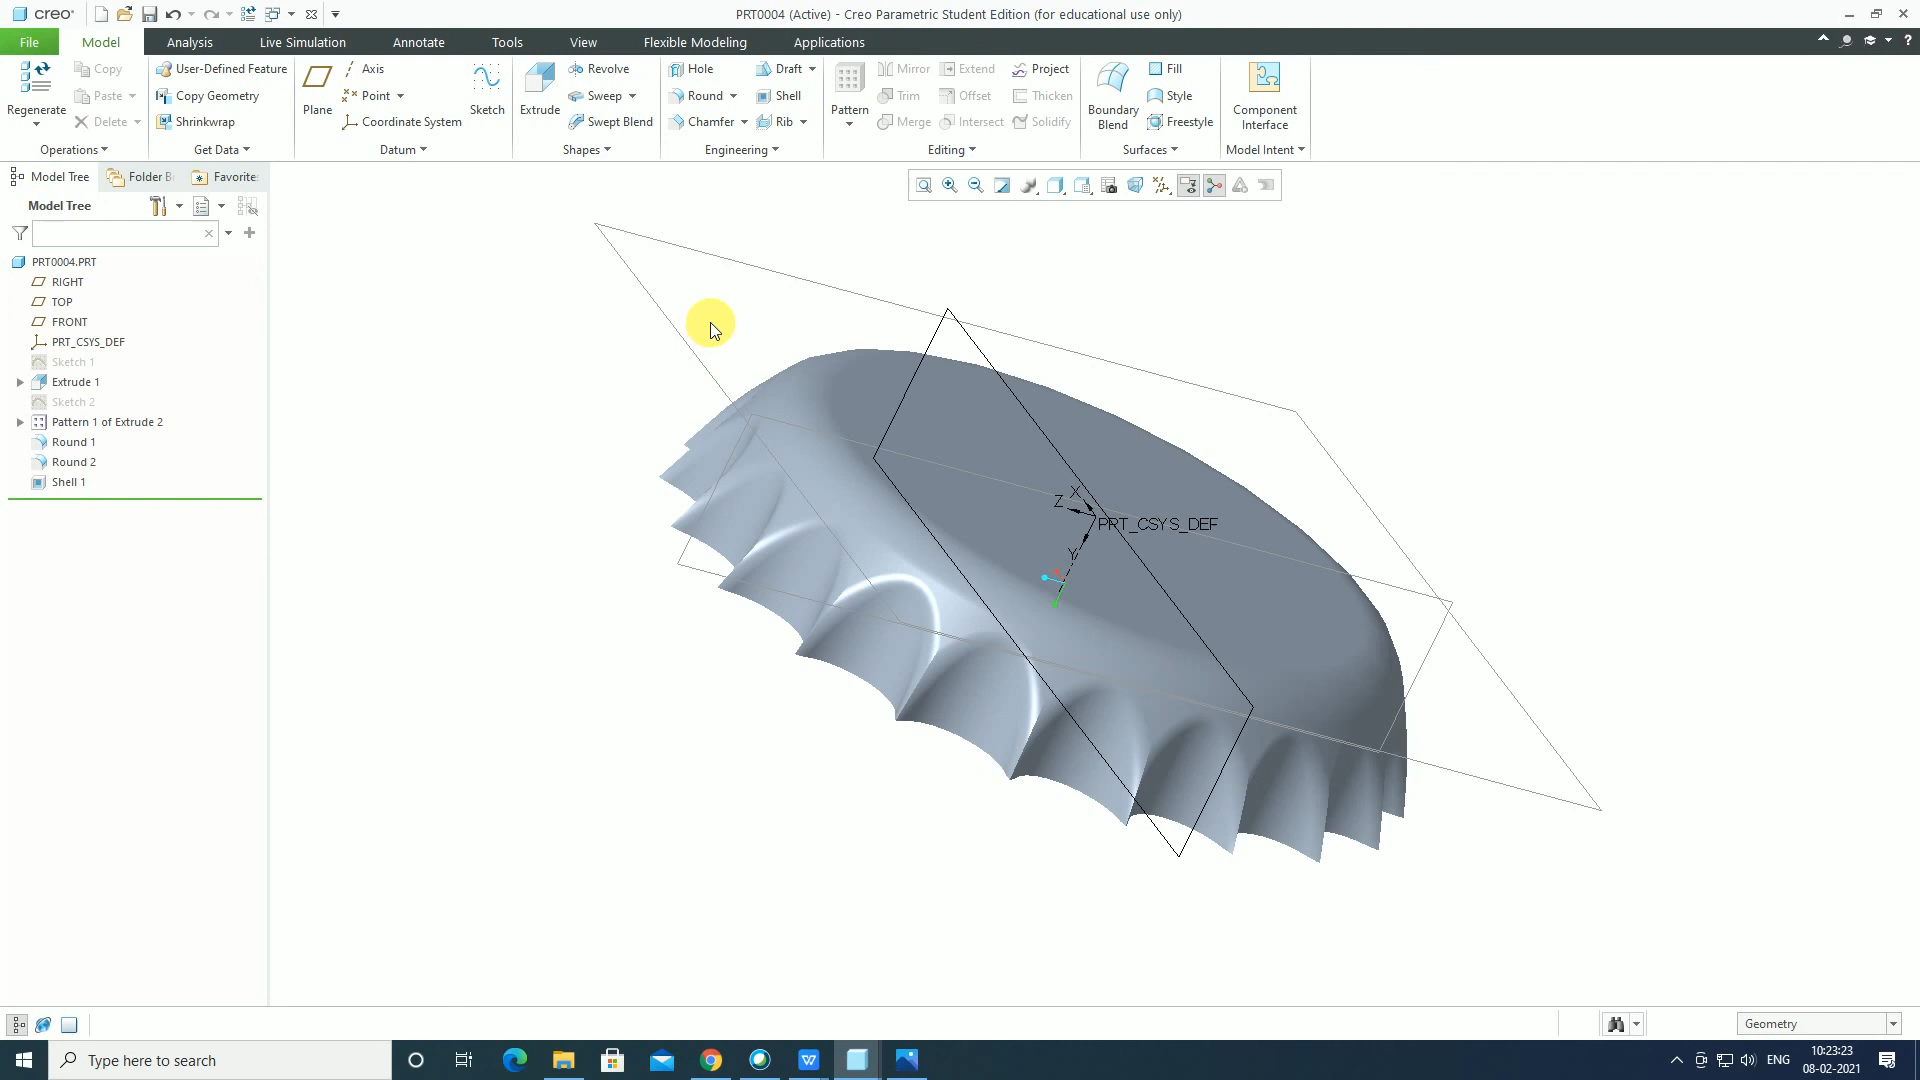 creo PRT0004 (Active) - Creo Parametric Student Edition (for educational use only)
File Model Analysis Live Simulation Annotate Tools View Flexible Modeling Applications
Regenerate
Copy
Paste
Delete
Operations
User-Defined Feature
Copy Geometry
Shrinkwrap
Get Data
Plane
Axis
Point
Coordinate System
Sketch
Datum
Extrude
Revolve
Sweep
Swept Blend
Shapes
Hole
Round
Chamfer
Draft
Shell
Rib
Engineering
Pattern
Mirror
Trim
Merge
Extend
Offset
Intersect
Project
Thicken
Solidify
Editing
Boundary
Blend
Fill
Style
Freestyle
Surfaces
Component
Interface
Model Intent
Model Tree Folder B Favorite
Model Tree
PRT0004.PRT
RIGHT
TOP
FRONT
PRT_CSYS_DEF
Sketch 1
Extrude 1
Sketch 2
Pattern 1 of Extrude 2
Round 1
Round 2
Shell 1
X
Z
PRT_CSYS_DEF
Y
Geometry
Type here to search
ENG
10:23:23
08-02-2021